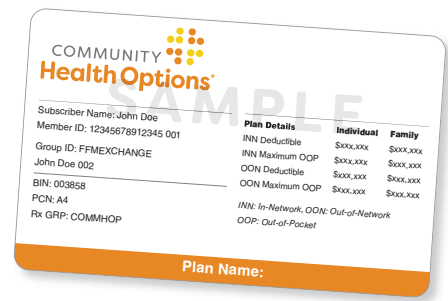 COMMUNITY
Health Options®
SAMPLE
Subscriber Name: John Doe
Member ID: 12345678912345 001
Group ID: FFMEXCHANGE
John Doe 002
BIN: 003858
PCN: A4
Rx GRP: COMMHOP
Plan Details Individual Family
INN Deductible $xxx,xxx $xxx,xxx
INN Maximum OOP $xxx,xxx $xxx,xxx
OON Deductible $xxx,xxx $xxx,xxx
OON Maximum OOP $xxx,xxx $xxx,xxx
INN: In-Network, OON: Out-of-Network
OOP: Out-of-Pocket
Plan Name: